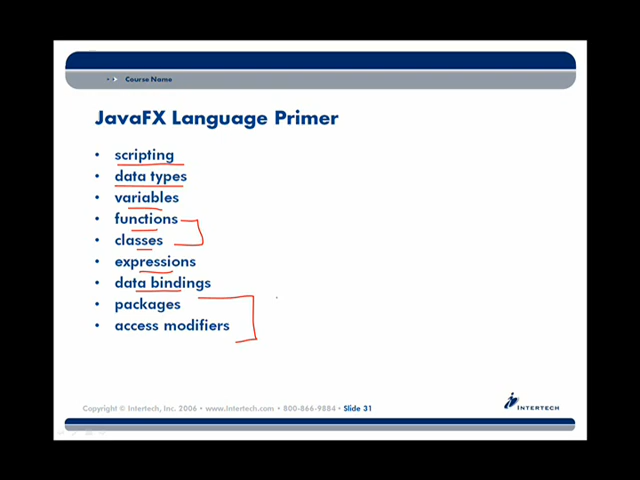 Course Name
JavaFX Language Primer
• scripting
• data types
• variables
• functions
• classes
• expressions
• data bindings
• packages
• access modifiers
Copyright © Intertech, Inc. 2006 • www.Intertech.com • 800-866-9884 • Slide 31
INTERTECH